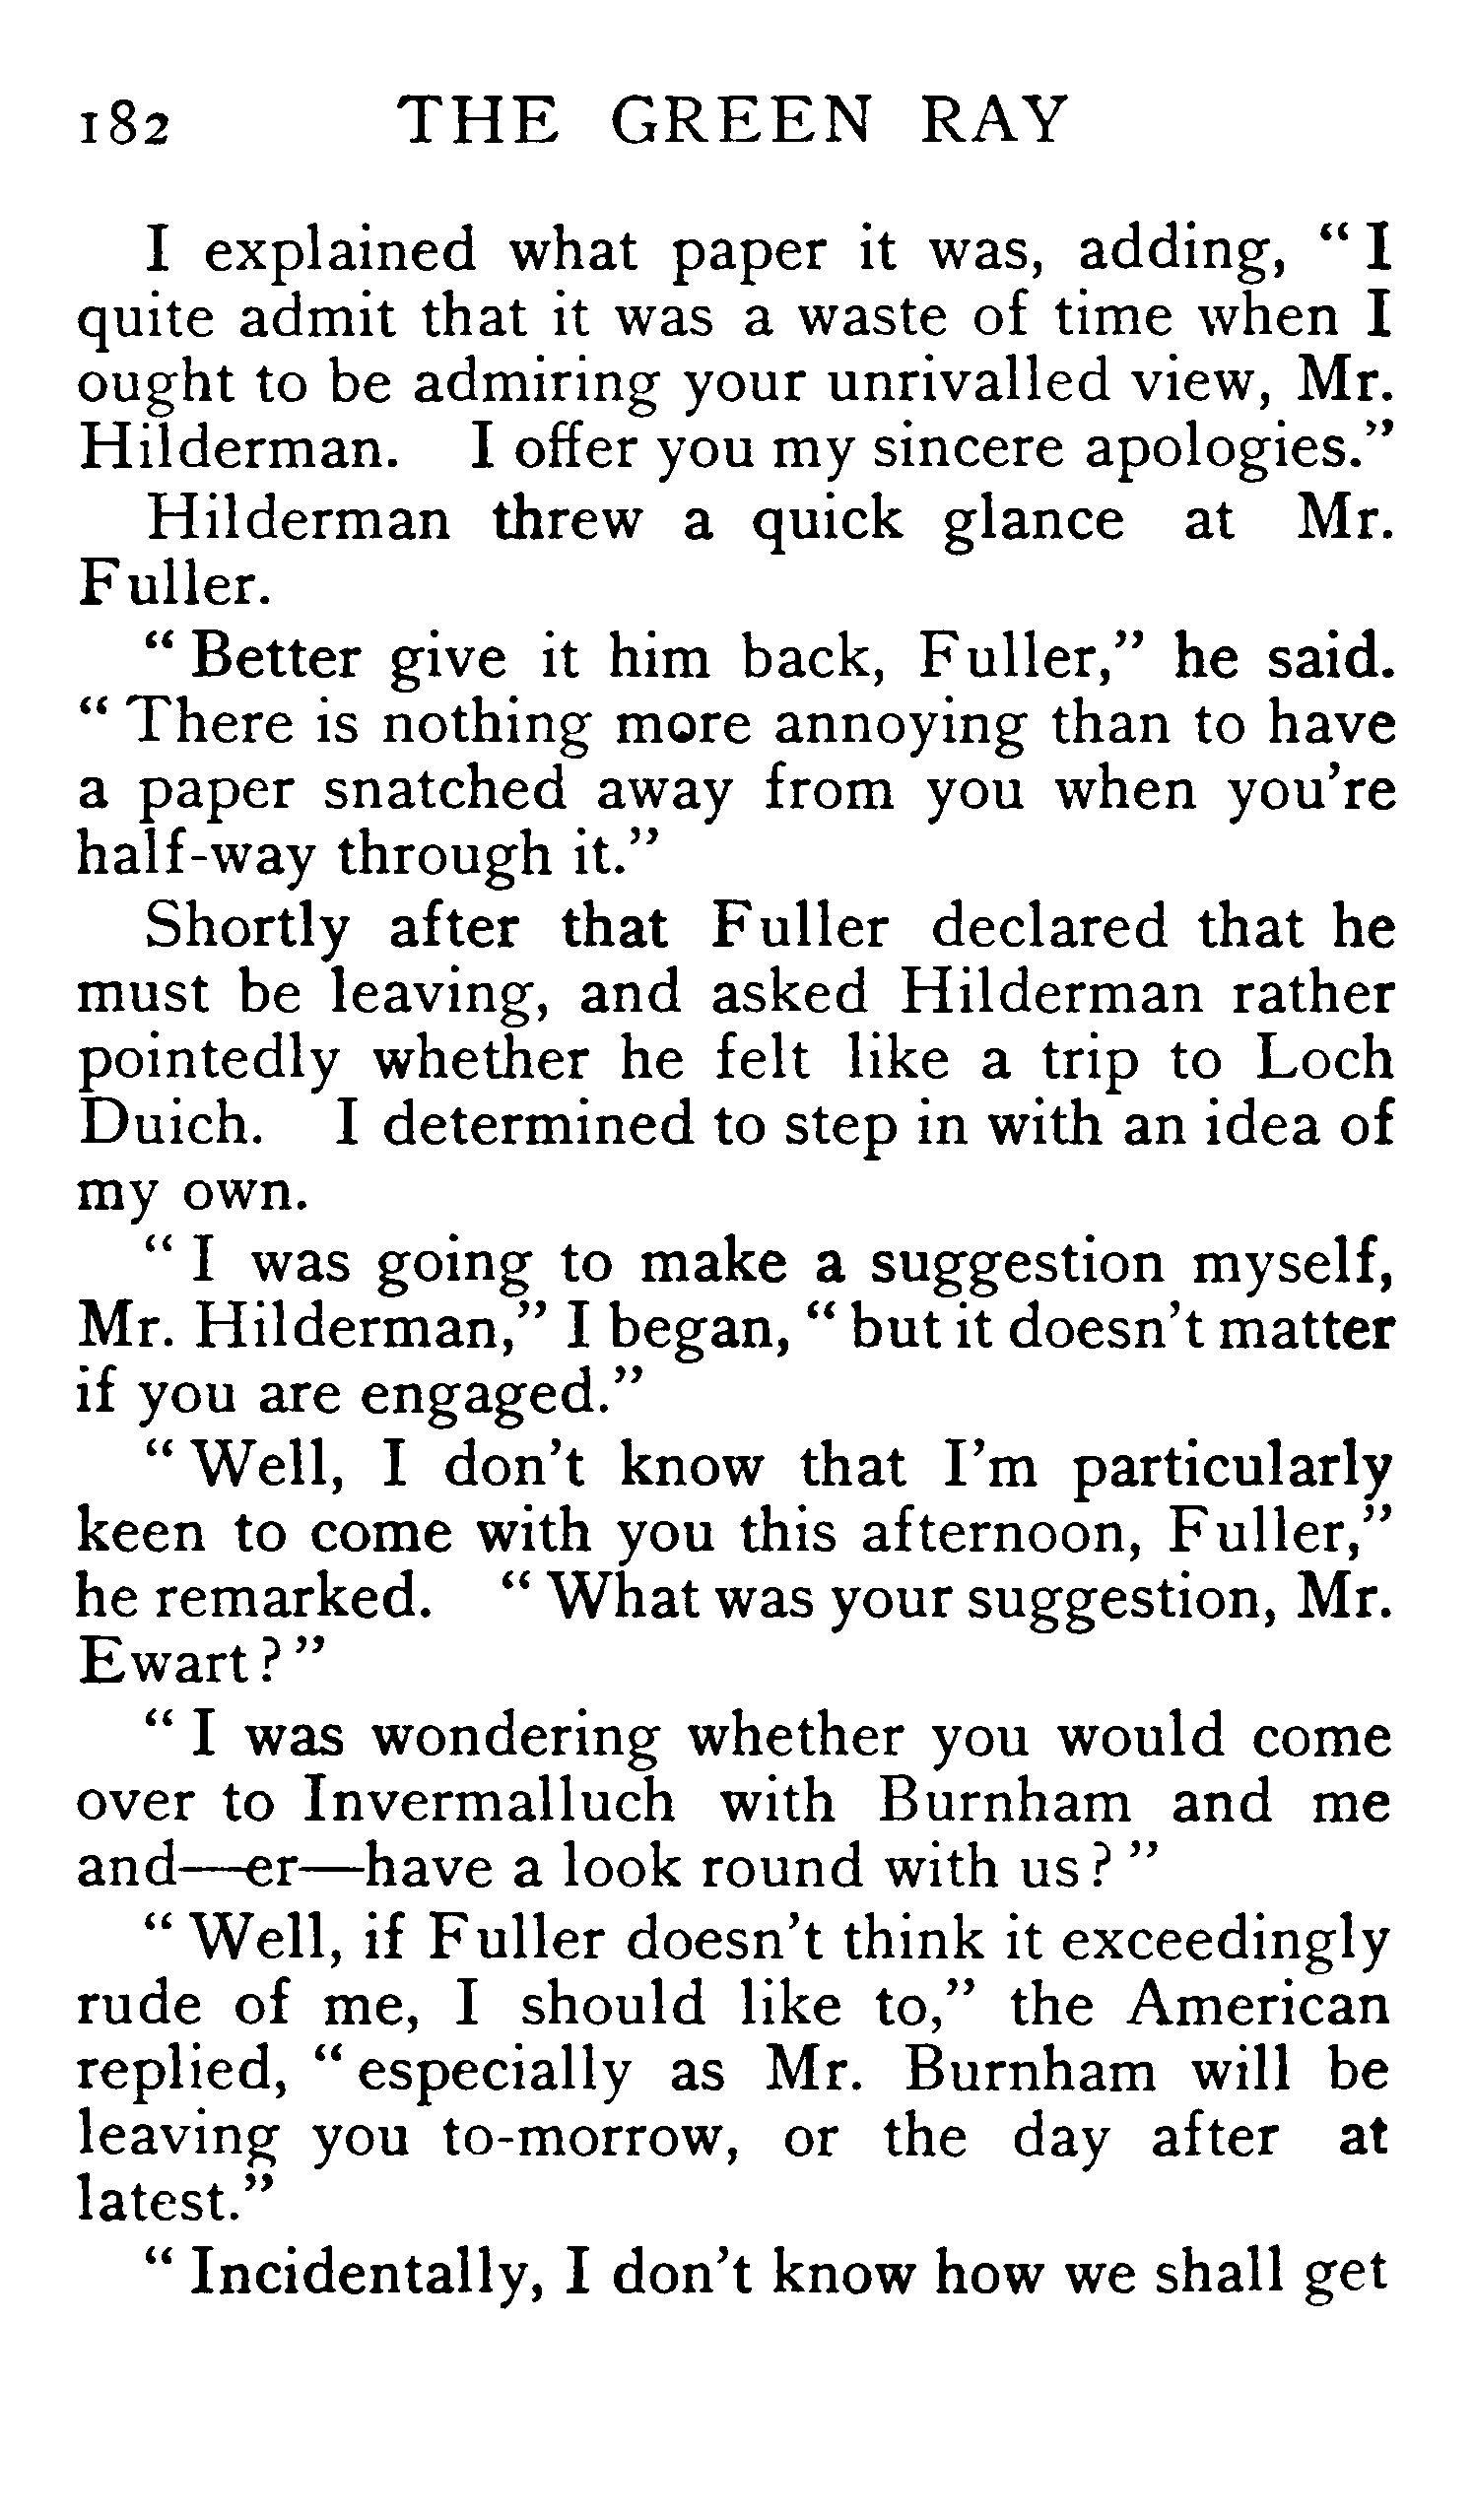 182 THE GREEN RAY
I explained what paper it was, adding, “I
quite admit that it was a waste of time when I
ought to be admiring your unrivalled view, Mr.
Hilderman. I offer you my sincere apologies.”
Hilderman threw a quick glance at Mr.
Fuller.
“Better give it him back, Fuller,” he said.
“There is nothing more annoying than to have
a paper snatched away from you when you're
half-way through it.”
Shortly after that Fuller declared that he
must be leaving, and asked Hilderman rather
pointedly whether he felt like a trip to Loch
Duich. I determined to step in with an idea of
my own.
“I was going to make a suggestion myself,
Mr. Hilderman,” I began, “but it doesn't matter
if you are engaged.”
“Well, I don't know that I'm particularly
keen to come with you this afternoon, Fuller,”
he remarked. “What was your suggestion, Mr.
Ewart?”
“I was wondering whether you would come
over to Invermalluch with Burnham and me
and—er—have a look round with us?”
“Well, if Fuller doesn't think it exceedingly
rude of me, I should like to,” the American
replied, “especially as Mr. Burnham will be
leaving you to-morrow, or the day after at
latest.”
“Incidentally, I don't know how we shall get